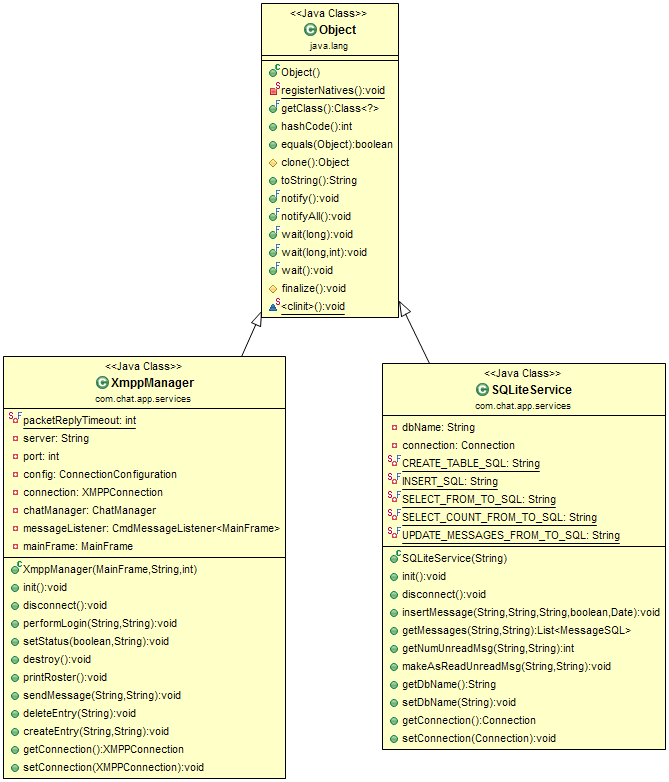 <<Java Class>>
Object
java.lang
Object()
registerNatives():void
getClass():Class<?>
hashCode():int
equals(Object):boolean
clone():Object
toString():String
notify():void
notifyAll():void
wait(long):void
wait(long,int):void
wait():void
finalize():void
<clinit>():void
<<Java Class>>
XmppManager
com.chat.app.services
packetReplyTimeout: int
server: String
port: int
config: ConnectionConfiguration
connection: XMPPConnection
chatManager: ChatManager
messageListener: CmdMessageListener<MainFrame>
mainFrame: MainFrame
XmppManager(MainFrame,String,int)
init():void
disconnect():void
performLogin(String,String):void
setStatus(boolean,String):void
destroy():void
printRoster():void
sendMessage(String,String):void
deleteEntry(String):void
createEntry(String,String):void
getConnection():XMPPConnection
setConnection(XMPPConnection):void
<<Java Class>>
SQLiteService
com.chat.app.services
dbName: String
connection: Connection
CREATE_TABLE_SQL: String
INSERT_SQL: String
SELECT_FROM_TO_SQL: String
SELECT_COUNT_FROM_TO_SQL: String
UPDATE_MESSAGES_FROM_TO_SQL: String
SQLiteService(String)
init():void
disconnect():void
insertMessage(String,String,String,boolean,Date):void
getMessages(String,String):List<MessageSQL>
getNumUnreadMsg(String,String):int
makeAsReadUnreadMsg(String,String):void
getDbName():String
setDbName(String):void
getConnection():Connection
setConnection(Connection):void